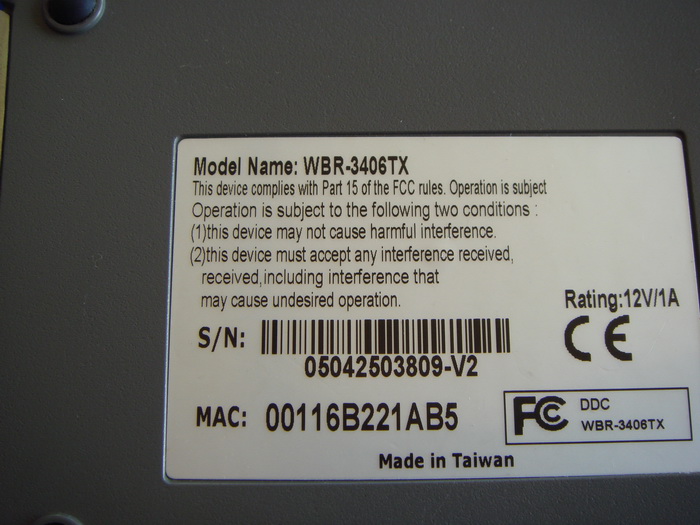 Model Name: WBR-3406TX
This device complies with Part 15 of the FCC rules. Operation is subject
Operation is subject to the following two conditions :
(1)this device may not cause harmful interference.
(2)this device must accept any interference received,
received,including interference that
may cause undesired operation.
Rating:12V/1A
CE
S/N:
05042503809-V2
MAC: 00116B221AB5
FC DDC
WBR-3406TX
Made in Taiwan